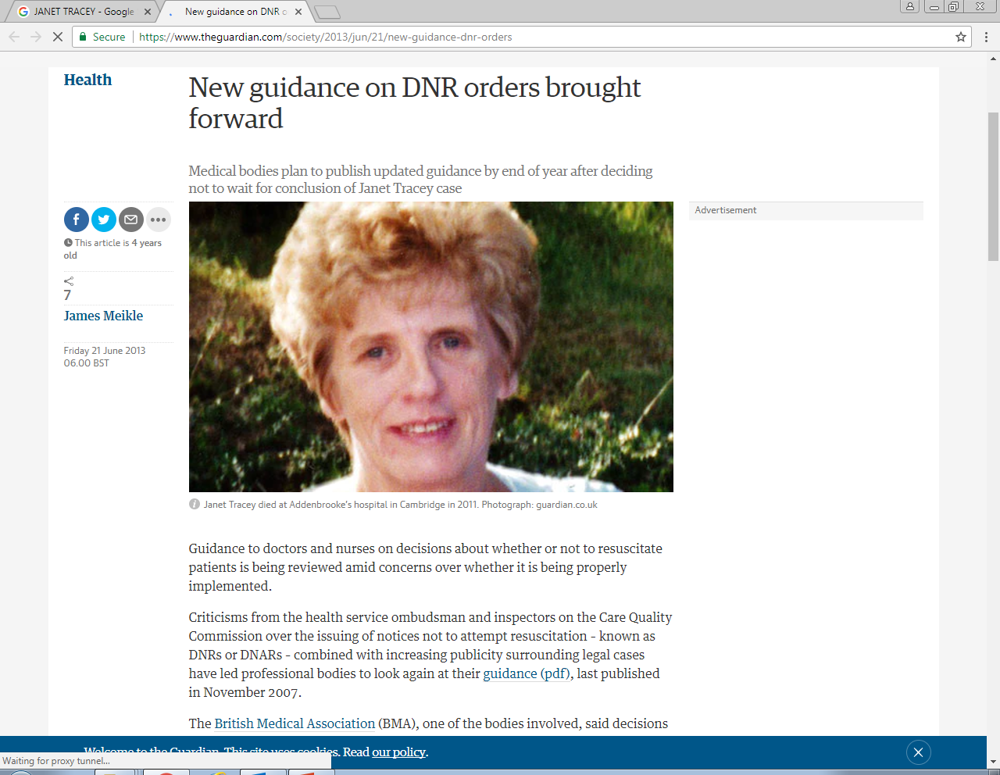 JANET TRACEY - Google
New guidance on DNR o
Secure
https://www.theguardian.com/society/2013/jun/21/new-guidance-dnr-orders
Health
New guidance on DNR orders brought
forward
Medical bodies plan to publish updated guidance by end of year after deciding
not to wait for conclusion of Janet Tracey case
This article is 4 years
old
7
James Meikle
Friday 21 June 2013
06.00 BST
Advertisement
Janet Tracey died at Addenbrooke's hospital in Cambridge in 2011. Photograph: guardian.co.uk
Guidance to doctors and nurses on decisions about whether or not to resuscitate
patients is being reviewed amid concerns over whether it is being properly
implemented.
Criticisms from the health service ombudsman and inspectors on the Care Quality
Commission over the issuing of notices not to attempt resuscitation – known as
DNRs or DNARs – combined with increasing publicity surrounding legal cases
have led professional bodies to look again at their guidance (pdf), last published
in November 2007.
The British Medical Association (BMA), one of the bodies involved, said decisions
Welcome to the Guardian. This site uses cookies. Read our policy.
Waiting for proxy tunnel...